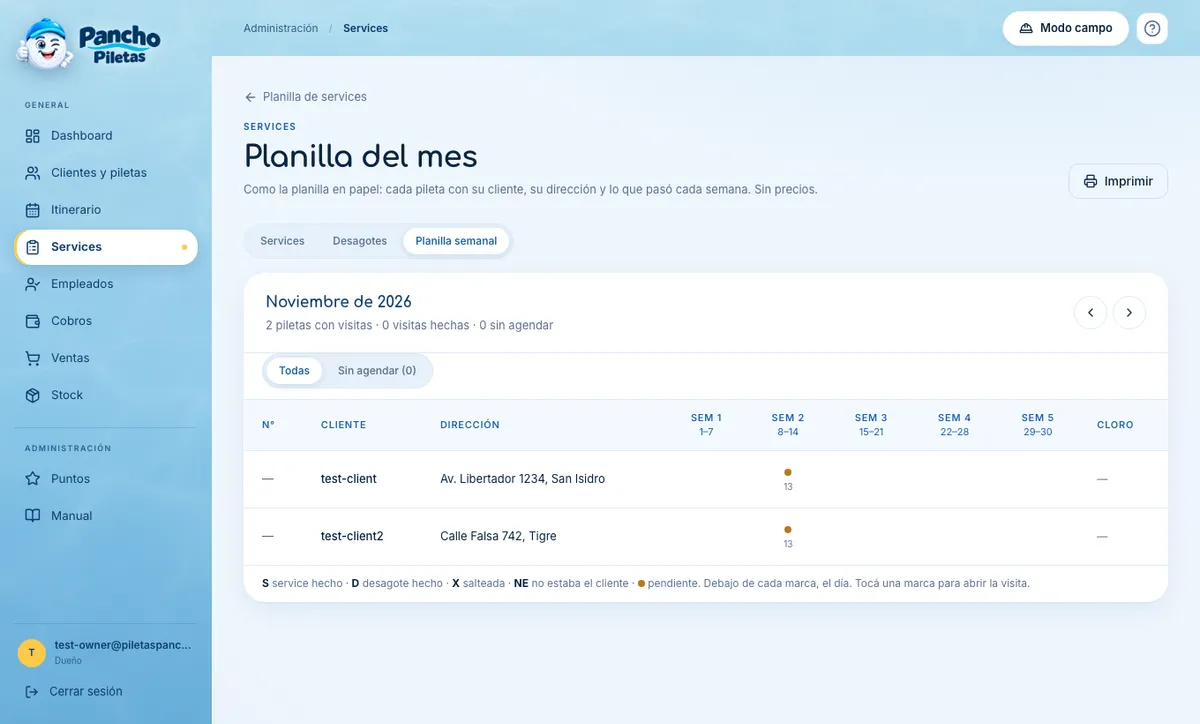 Pancho
Piletas
Administración / Services
Modo campo
GENERAL
Dashboard
Clientes y piletas
Itinerario
Services
Empleados
Cobros
Ventas
Stock
ADMINISTRACIÓN
Puntos
Manual
T
test-owner@piletaspanc...
Dueño
Cerrar sesión
← Planilla de services
SERVICES
Planilla del mes
Como la planilla en papel: cada pileta con su cliente, su dirección y lo que pasó cada semana. Sin precios.
Imprimir
Services Desagotes Planilla semanal
Noviembre de 2026
2 piletas con visitas · 0 visitas hechas · 0 sin agendar
Todas Sin agendar (0)
N° CLIENTE DIRECCIÓN SEM 1 SEM 2 SEM 3 SEM 4 SEM 5 CLORO
1–7 8–14 15–21 22–28 29–30
— test-client Av. Libertador 1234, San Isidro 13 —
— test-client2 Calle Falsa 742, Tigre 13 —
S service hecho · D desagote hecho · X salteada · NE no estaba el cliente · ● pendiente. Debajo de cada marca, el día. Tocá una marca para abrir la visita.